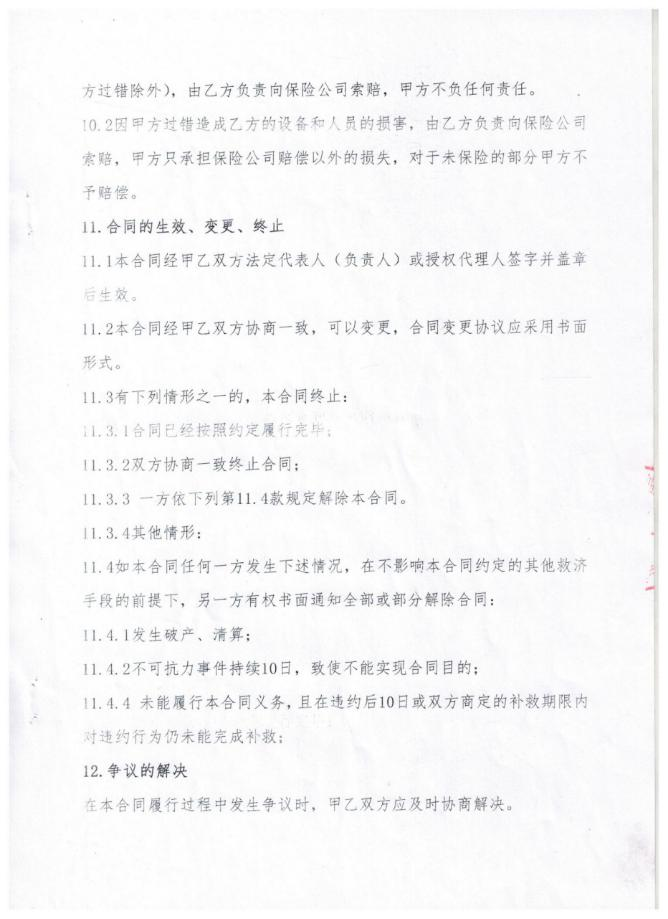 方过错除外），由乙方负责向保险公司索赔，甲方不负任何责任。
10.2因甲方过错造成乙方的设备和人员的损害，由乙方负责向保险公司
索赔，甲方只承担保险公司赔偿以外的损失，对于未保险的部分甲方不
予赔偿。
11.合同的生效、变更、终止
11.1本合同经甲乙双方法定代表人（负责人）或授权代理人签字并盖章
后生效。
11.2本合同经甲乙双方协商一致，可以变更，合同变更协议应采用书面
形式。
11.3有下列情形之一的，本合同终止：
11.3.1合同已经按照约定履行完毕；
11.3.2双方协商一致终止合同；
11.3.3 一方依下列第11.4款规定解除本合同。
11.3.4其他情形：
11.4如本合同任何一方发生下述情况，在不影响本合同约定的其他救济
手段的前提下，另一方有权书面通知全部或部分解除合同：
11.4.1发生破产、清算；
11.4.2不可抗力事件持续10日，致使不能实现合同目的；
11.4.4 未能履行本合同义务，且在违约后10日或双方商定的补救期限内
对违约行为仍未能完成补救；
12.争议的解决
在本合同履行过程中发生争议时，甲乙双方应及时协商解决。